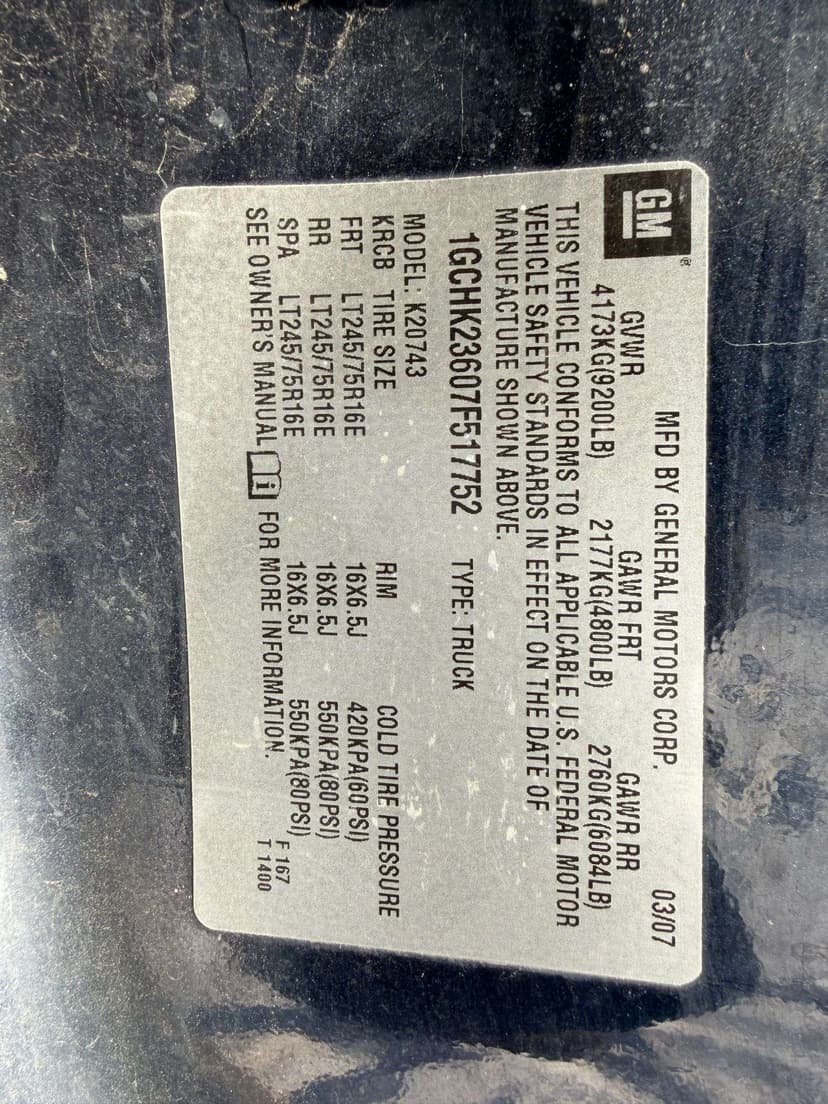 MFD BY GENERAL MOTORS CORP. 03/07
GM ®
GVWR GAWR FRT GAWR RR
4173KG(9200LB) 2177KG(4800LB) 2760KG(6084LB)
THIS VEHICLE CONFORMS TO ALL APPLICABLE U.S. FEDERAL MOTOR
VEHICLE SAFETY STANDARDS IN EFFECT ON THE DATE OF
MANUFACTURE SHOWN ABOVE.
1GCHK23607F517752 TYPE: TRUCK
MODEL: K20743
KRCB TIRE SIZE RIM COLD TIRE PRESSURE
FRT LT245/75R16E 16X6.5J 420KPA(60PSI)
RR LT245/75R16E 16X6.5J 550KPA(80PSI)
SPA LT245/75R16E 16X6.5J 550KPA(80PSI) F 167
SEE OWNER'S MANUAL i FOR MORE INFORMATION. T 1400